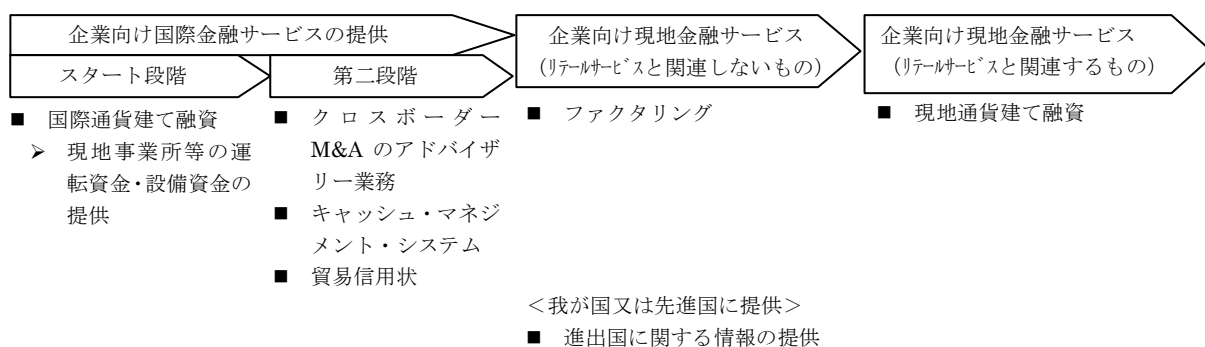 企業向け国際金融サービスの提供
スタート段階
第二段階
企業向け現地金融サービス
（ﾘﾃｰﾙｻｰﾋﾞｽと関連しないもの）
企業向け現地金融サービス
（ﾘﾃｰﾙｻｰﾋﾞｽと関連するもの）
■ 国際通貨建て融資
➢ 現地事業所等の運
転資金・設備資金の
提供
■ クロスボーダー
M&A のアドバイザ
リー業務
■ キャッシュ・マネジ
メント・システム
■ 貿易信用状
■ ファクタリング
＜我が国又は先進国に提供＞
■ 進出国に関する情報の提供
■ 現地通貨建て融資